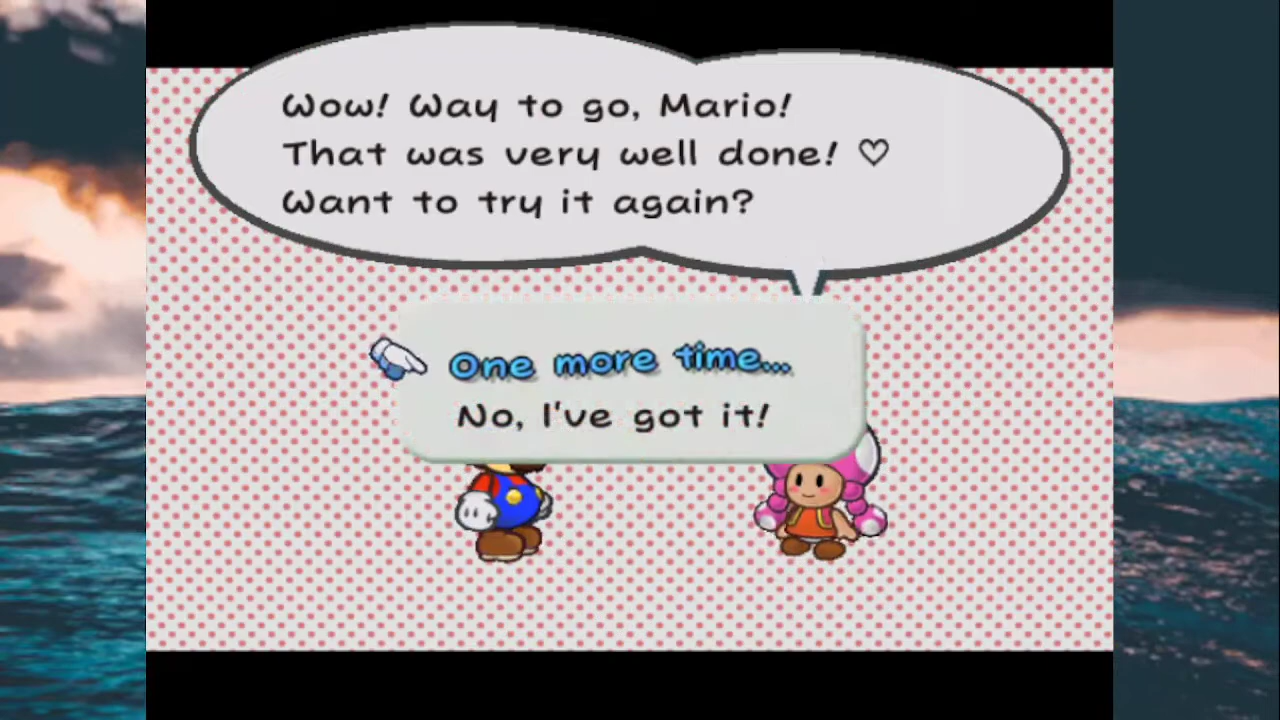 Wow! Way to go, Mario!
That was very well done! ♡
Want to try it again?
One more time...
No, I've got it!